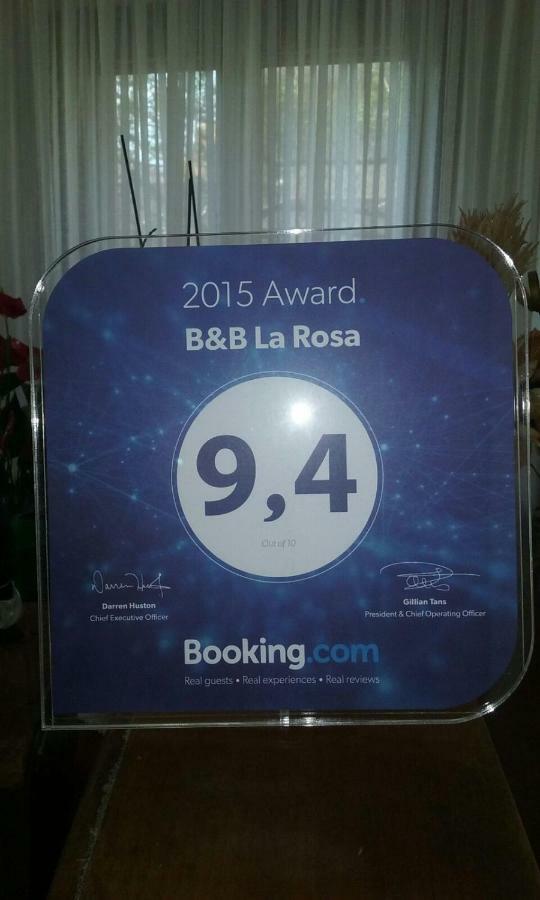 2015 Award.
B&B La Rosa
9,4
Out of 10
Darren Huston
Chief Executive Officer
Gillian Tans
President & Chief Operating Officer
Booking.com
Real guests • Real experiences • Real reviews